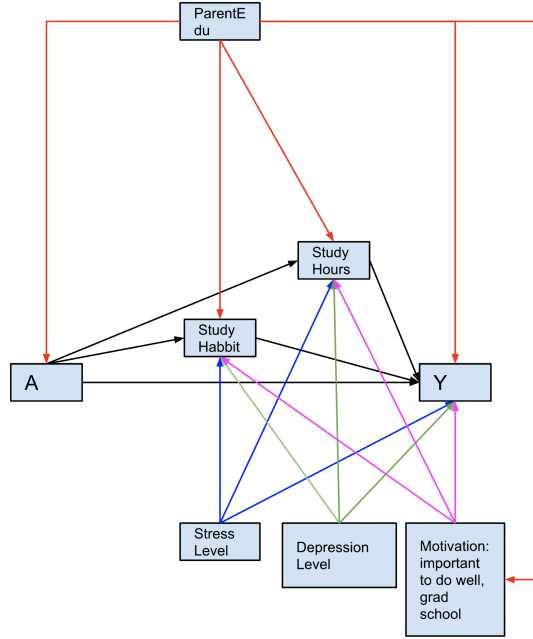 ParentE
du
Study
Hours
Study
Habbit
A
Y
Stress
Level
Depression
Level
Motivation:
important
to do well,
grad
school